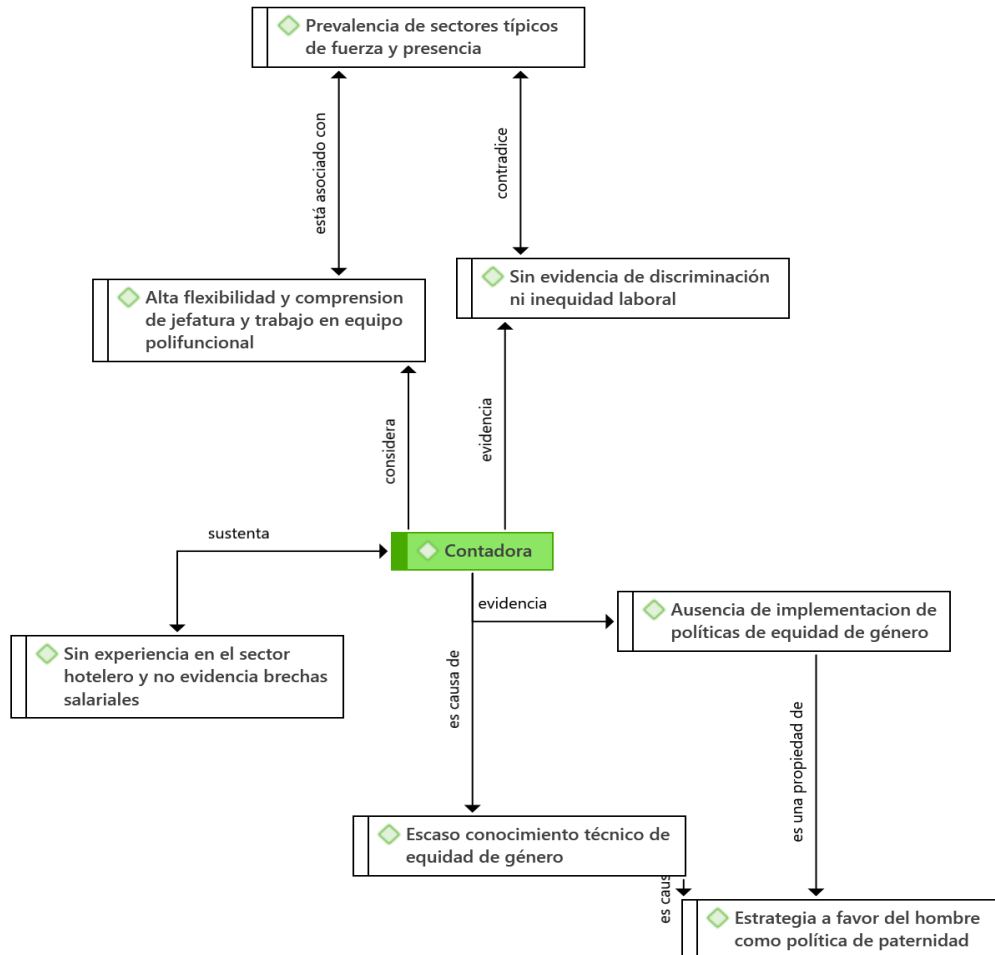 Prevalencia de sectores típicos
de fuerza y presencia
está asociado con
contradice
Alta flexibilidad y comprension
de jefatura y trabajo en equipo
polifuncional
Sin evidencia de discriminación
ni inequidad laboral
considera
evidencia
sustenta
Contadora
evidencia
Ausencia de implementacion de
políticas de equidad de género
Sin experiencia en el sector
hotelero y no evidencia brechas
salariales
es causa de
es una propiedad de
Escaso conocimiento técnico de
equidad de género
es caus
Estrategia a favor del hombre
como política de paternidad